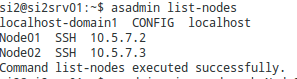 si2@si2srv01:~$ asadmin list-nodes
localhost-domain1  CONFIG  localhost
Node01  SSH  10.5.7.2
Node02  SSH  10.5.7.3
Command list-nodes executed successfully.